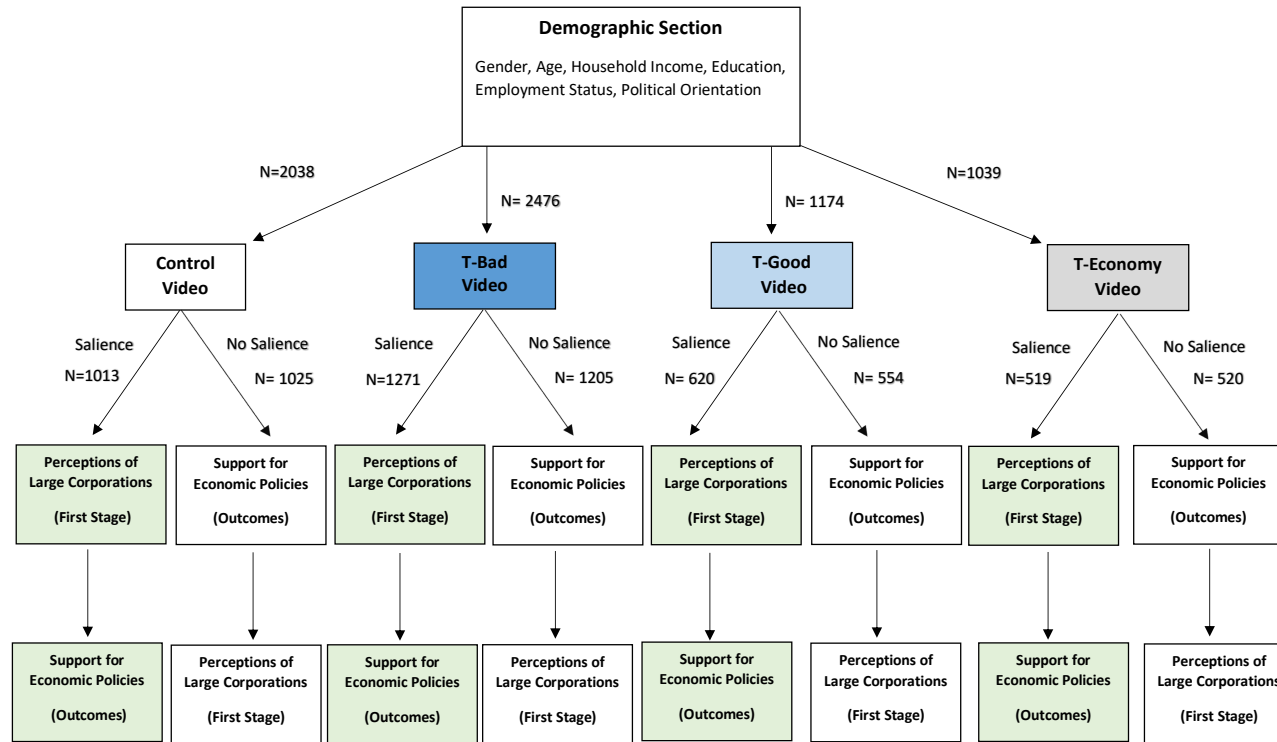 Demographic Section
Gender, Age, Household Income, Education,
Employment Status, Political Orientation
N=2038
N= 2476
N= 1174
N=1039
Control
Video
T-Bad
Video
T-Good
Video
T-Economy
Video
Salience
N=1013
No Salience
N= 1025
Salience
N=1271
No Salience
N= 1205
Salience
N= 620
No Salience
N= 554
Salience
N=519
No Salience
N= 520
Perceptions of
Large Corporations
(First Stage)
Support for
Economic Policies
(Outcomes)
Perceptions of
Large Corporations
(First Stage)
Support for
Economic Policies
(Outcomes)
Perceptions of
Large Corporations
(First Stage)
Support for
Economic Policies
(Outcomes)
Perceptions of
Large Corporations
(First Stage)
Support for
Economic Policies
(Outcomes)
Support for
Economic Policies
(Outcomes)
Perceptions of
Large Corporations
(First Stage)
Support for
Economic Policies
(Outcomes)
Perceptions of
Large Corporations
(First Stage)
Support for
Economic Policies
(Outcomes)
Perceptions of
Large Corporations
(First Stage)
Support for
Economic Policies
(Outcomes)
Perceptions of
Large Corporations
(First Stage)